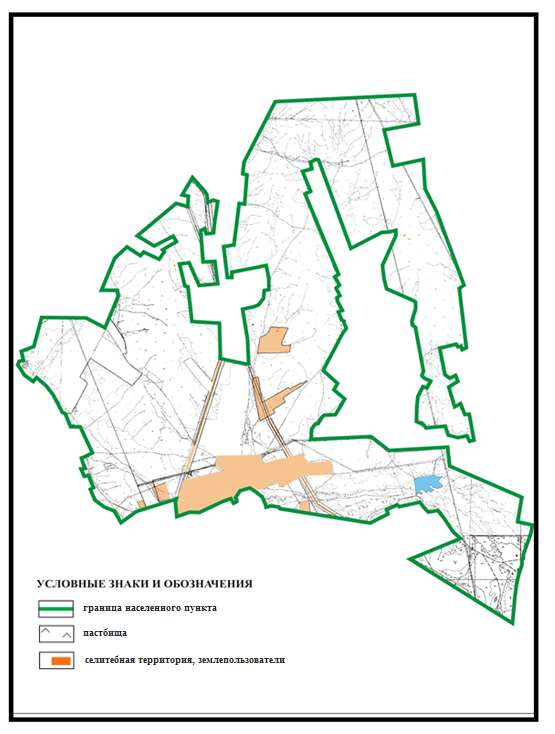 УСЛОВНЫЕ ЗНАКИ И ОБОЗНАЧЕНИЯ
граница населенного пункта
пастбища
селитебная территория, землепользователи